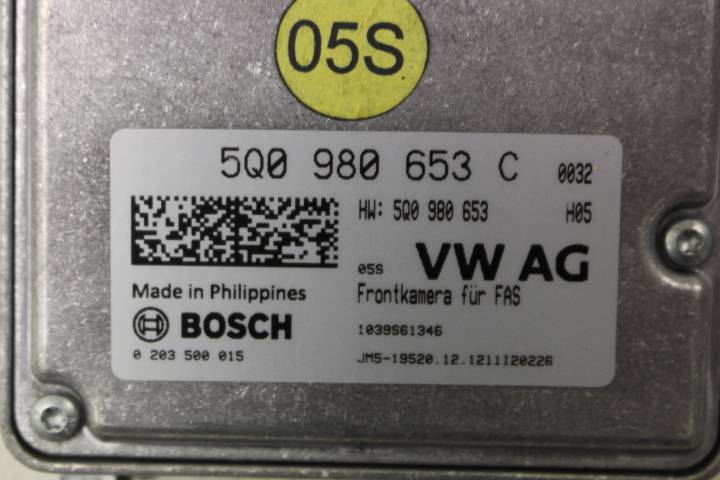 05S
5Q0 980 653 C 0032
HW: 5Q0 980 653 H05
05S VW AG
Made in Philippines
Frontkamera für FAS
BOSCH
1039S61346
0 203 500 015
JM5-19520.12.1211120226